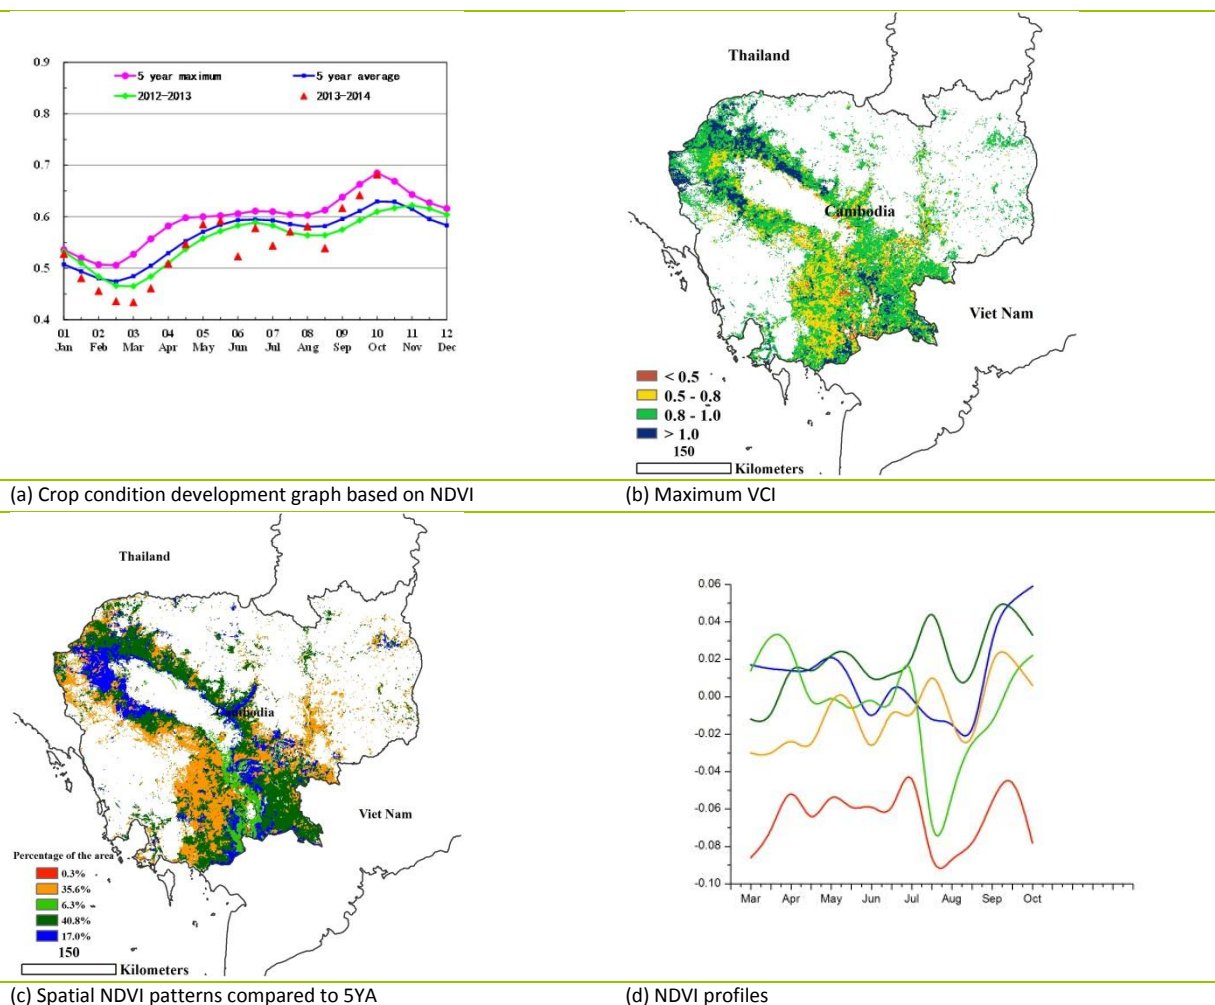 0.9
0.8
0.7
0.6
0.5
0.4
5 year maximum
5 year average
2012-2013
2013-2014
01 02 03 04 05 06 07 08 09 10 11 12
Jan Feb Mar Apr May Jun Jul Aug Sep Oct Nov Dec
Thailand
Cambodia
Viet Nam
< 0.5
0.5 - 0.8
0.8 - 1.0
> 1.0
150
Kilometers
(a) Crop condition development graph based on NDVI
(b) Maximum VCI
Thailand
Cambodia
Viet Nam
Percentage of the area
0.3%
35.6%
6.3%
40.8%
17.0%
150
Kilometers
0.06
0.04
0.02
0.00
-0.02
-0.04
-0.06
-0.08
-0.10
Mar Apr May Jun Jul Aug Sep Oct
(c) Spatial NDVI patterns compared to 5YA
(d) NDVI profiles